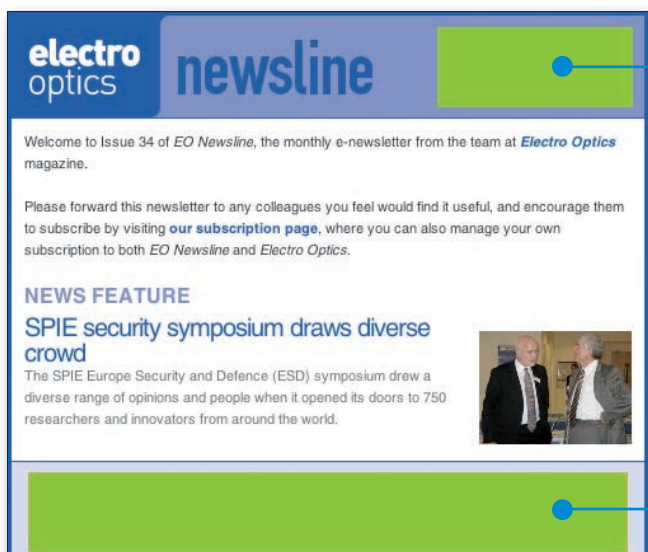 electro
optics
newsline
Welcome to Issue 34 of EO Newsline, the monthly e-newsletter from the team at Electro Optics
magazine.
Please forward this newsletter to any colleagues you feel would find it useful, and encourage them
to subscribe by visiting our subscription page, where you can also manage your own
subscription to both EO Newsline and Electro Optics.
NEWS FEATURE
SPIE security symposium draws diverse
crowd
The SPIE Europe Security and Defence (ESD) symposium drew a
diverse range of opinions and people when it opened its doors to 750
researchers and innovators from around the world.